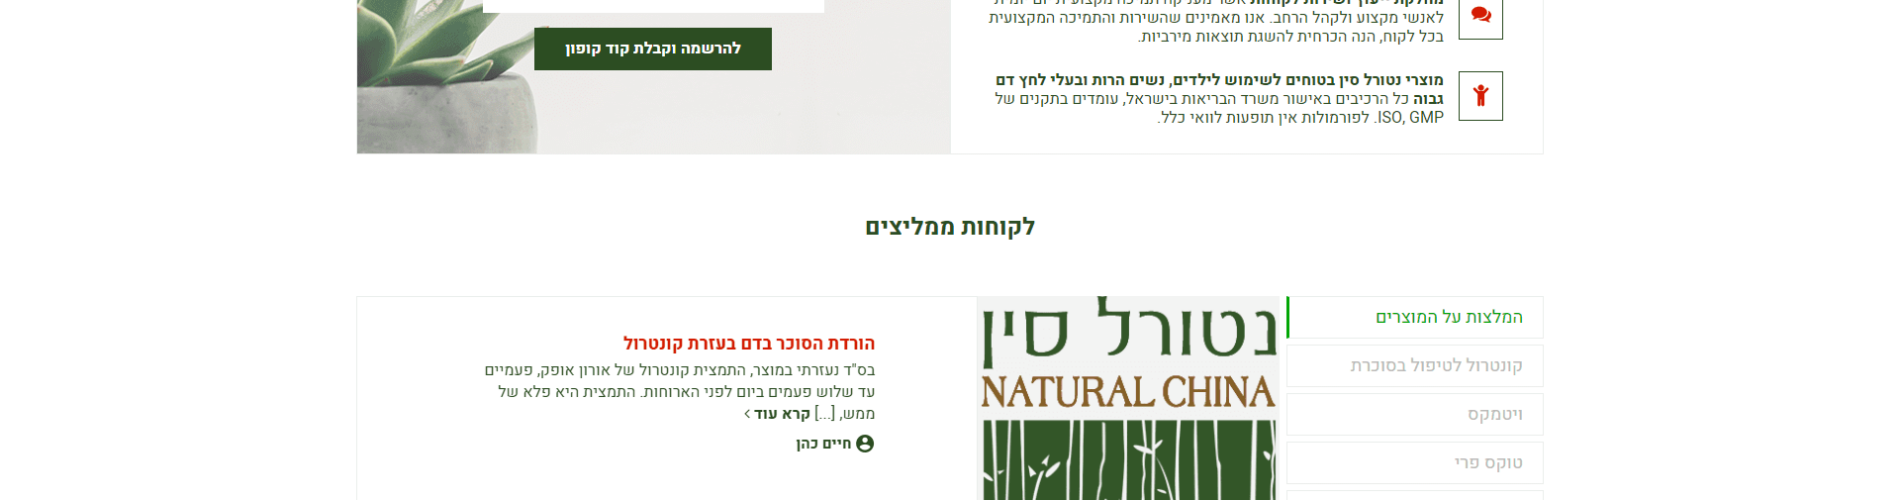 לאנשי מקצוע ולקהל הרחב. אנו מאמינים שהשירות והתמיכה המקצועית
בכל לקוח, הנה הכרחית להשגת תוצאות מירביות.
מוצרי נטורל סין בטוחים לשימוש לילדים, נשים הרות ובעלי לחץ דם
גבוה כל הרכיבים באישור משרד הבריאות בישראל, עומדים בתקנים של
ISO, GMP. לפורמולות אין תופעות לוואי כלל.
להרשמה וקבלת קוד קופון
לקוחות ממליצים
המלצות על המוצרים
קונטרול לטיפול בסוכרת
ויטמקס
טוקס פרי
נטורל סין
NATURAL CHINA
הורדת הסוכר בדם בעזרת קונטרול
בס"ד נעזרתי במוצר, התמצית קונטרול של אורון אופק, פעמיים
עד שלוש פעמים ביום לפני הארוחות. התמצית היא פלא של
ממש, [...] קרא עוד ›
חיים כהן